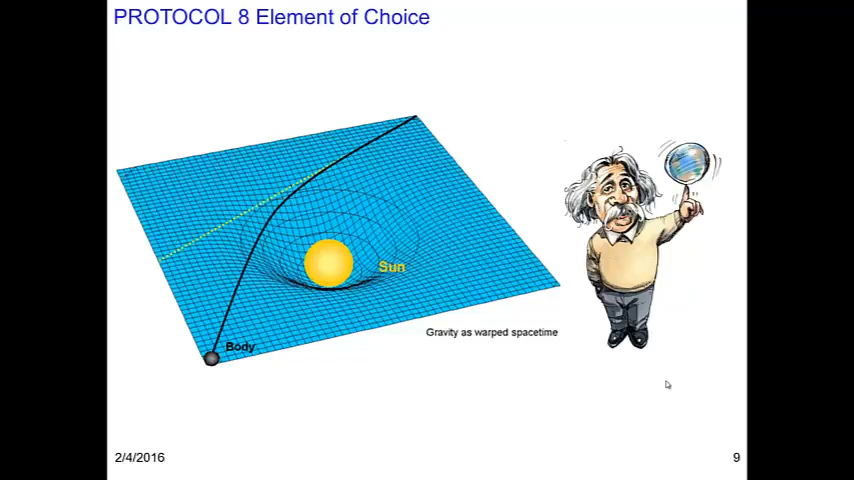 PROTOCOL 8 Element of Choice
Sun
Gravity as warped spacetime
Body
2/4/2016
9